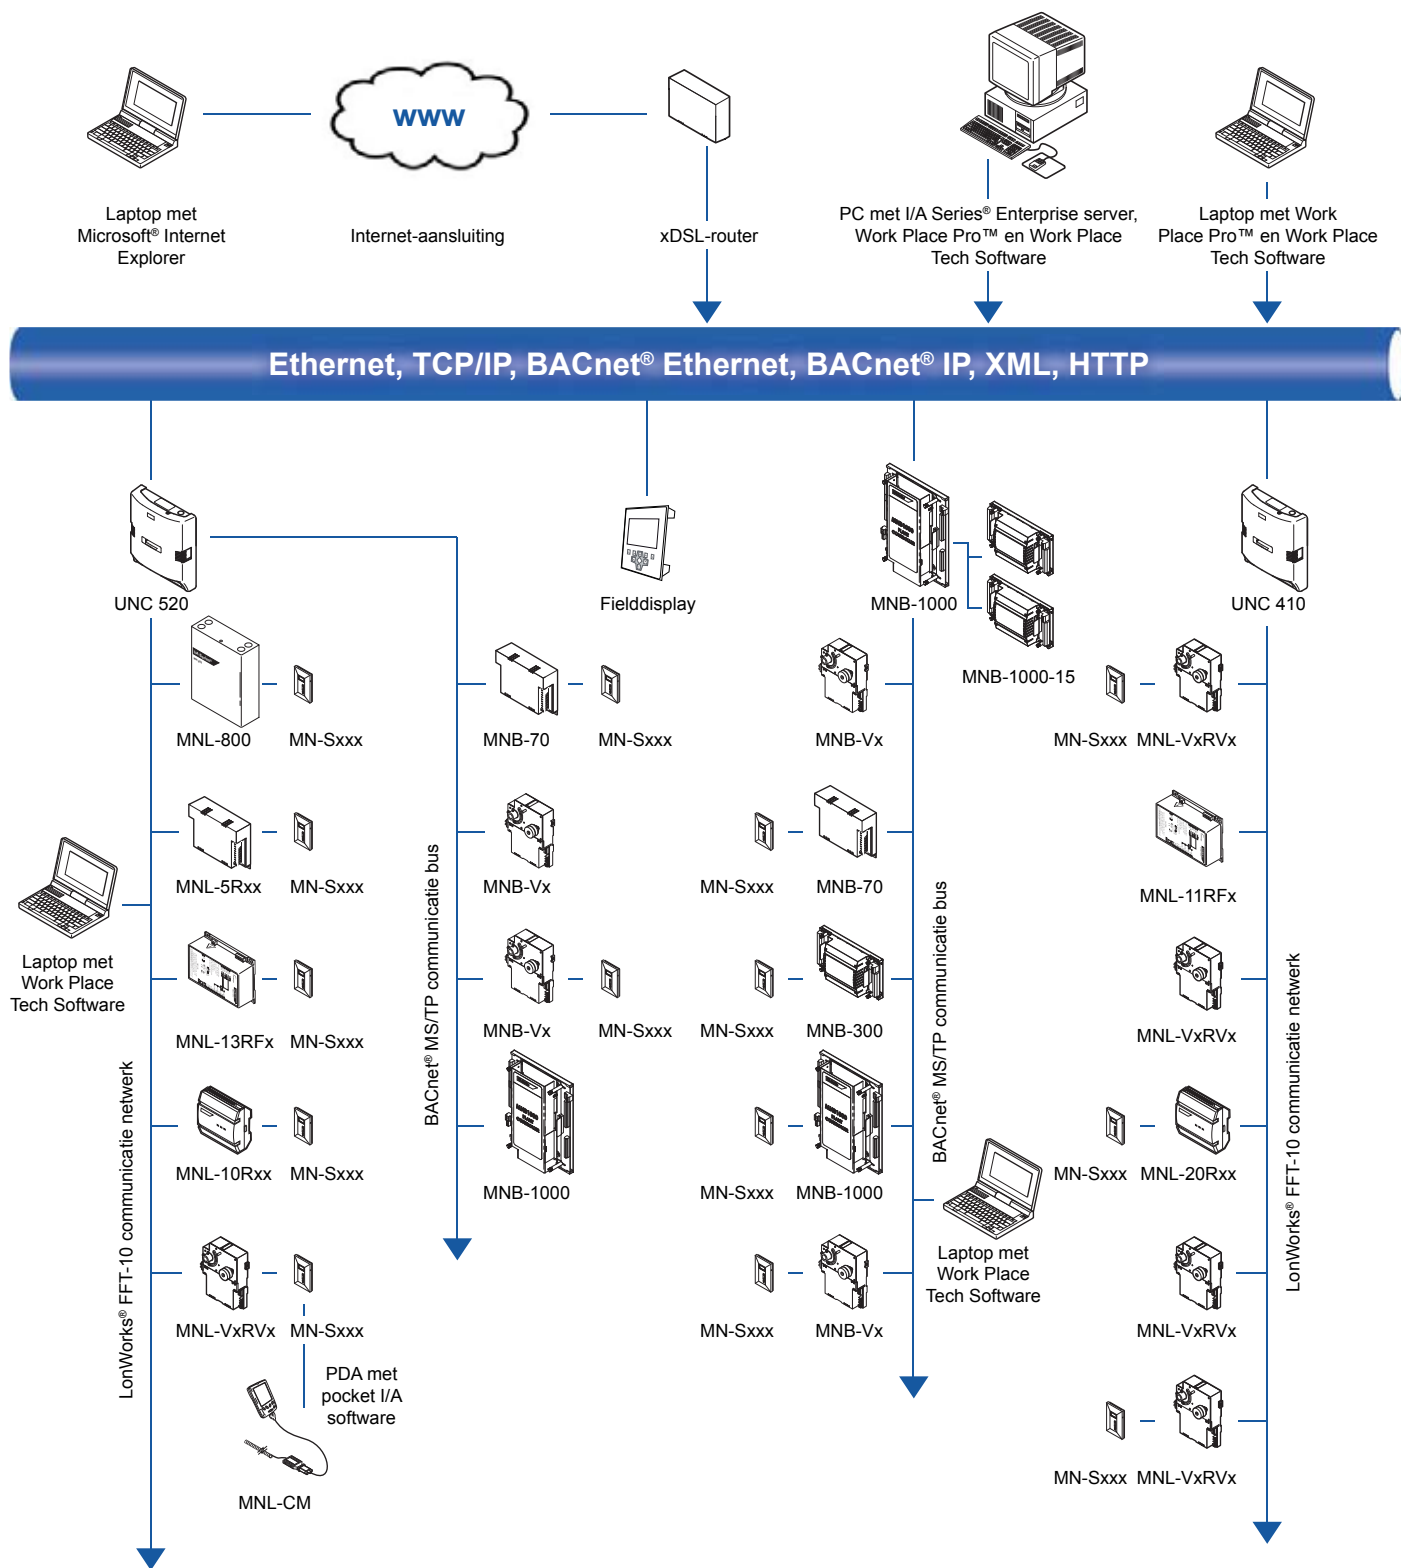 WWW
Laptop met
Microsoft® Internet
Explorer
Internet-aansluiting
xDSL-router
PC met I/A Series® Enterprise server,
Work Place Pro™ en Work Place
Tech Software
Laptop met Work
Place Pro™ en Work Place
Tech Software
Ethernet, TCP/IP, BACnet® Ethernet, BACnet® IP, XML, HTTP
UNC 520
Fielddisplay
MNB-1000
UNC 410
MNB-1000-15
MNL-800
MN-Sxxx
MNB-70
MN-Sxxx
MNB-Vx
MN-Sxxx
MNL-VxRVx
MNL-5Rxx
MN-Sxxx
MNB-Vx
MN-Sxxx
MNB-70
MNL-11RFx
Laptop met
Work Place
Tech Software
MNL-13RFx
MN-Sxxx
MNB-Vx
MN-Sxxx
MN-Sxxx
MNB-300
MNL-VxRVx
BACnet® MS/TP communicatie bus
BACnet® MS/TP communicatie bus
LonWorks® FFT-10 communicatie netwerk
LonWorks® FFT-10 communicatie netwerk
MNL-10Rxx
MN-Sxxx
MNB-1000
MN-Sxxx
MNB-1000
MN-Sxxx
MNL-20Rxx
Laptop met
Work Place
Tech Software
MNL-VxRVx
MN-Sxxx
MN-Sxxx
MNB-Vx
MNL-VxRVx
PDA met
pocket I/A
software
MNL-CM
MN-Sxxx
MNL-VxRVx